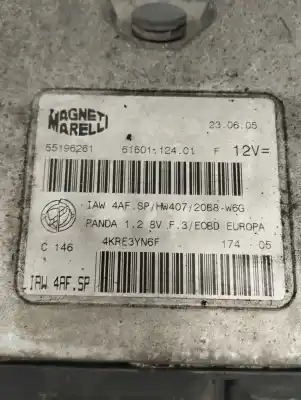 MAGNETI
MARELLI
23.06.05
55196261 61601.124.01 F 12V=
IAW 4AF.SP/HW407/20B8-W6G
PANDA 1.2 8V F.3/EOBD EUROPA
C 146 4KRE3YN6F 174 05
IAW 4AF.SP